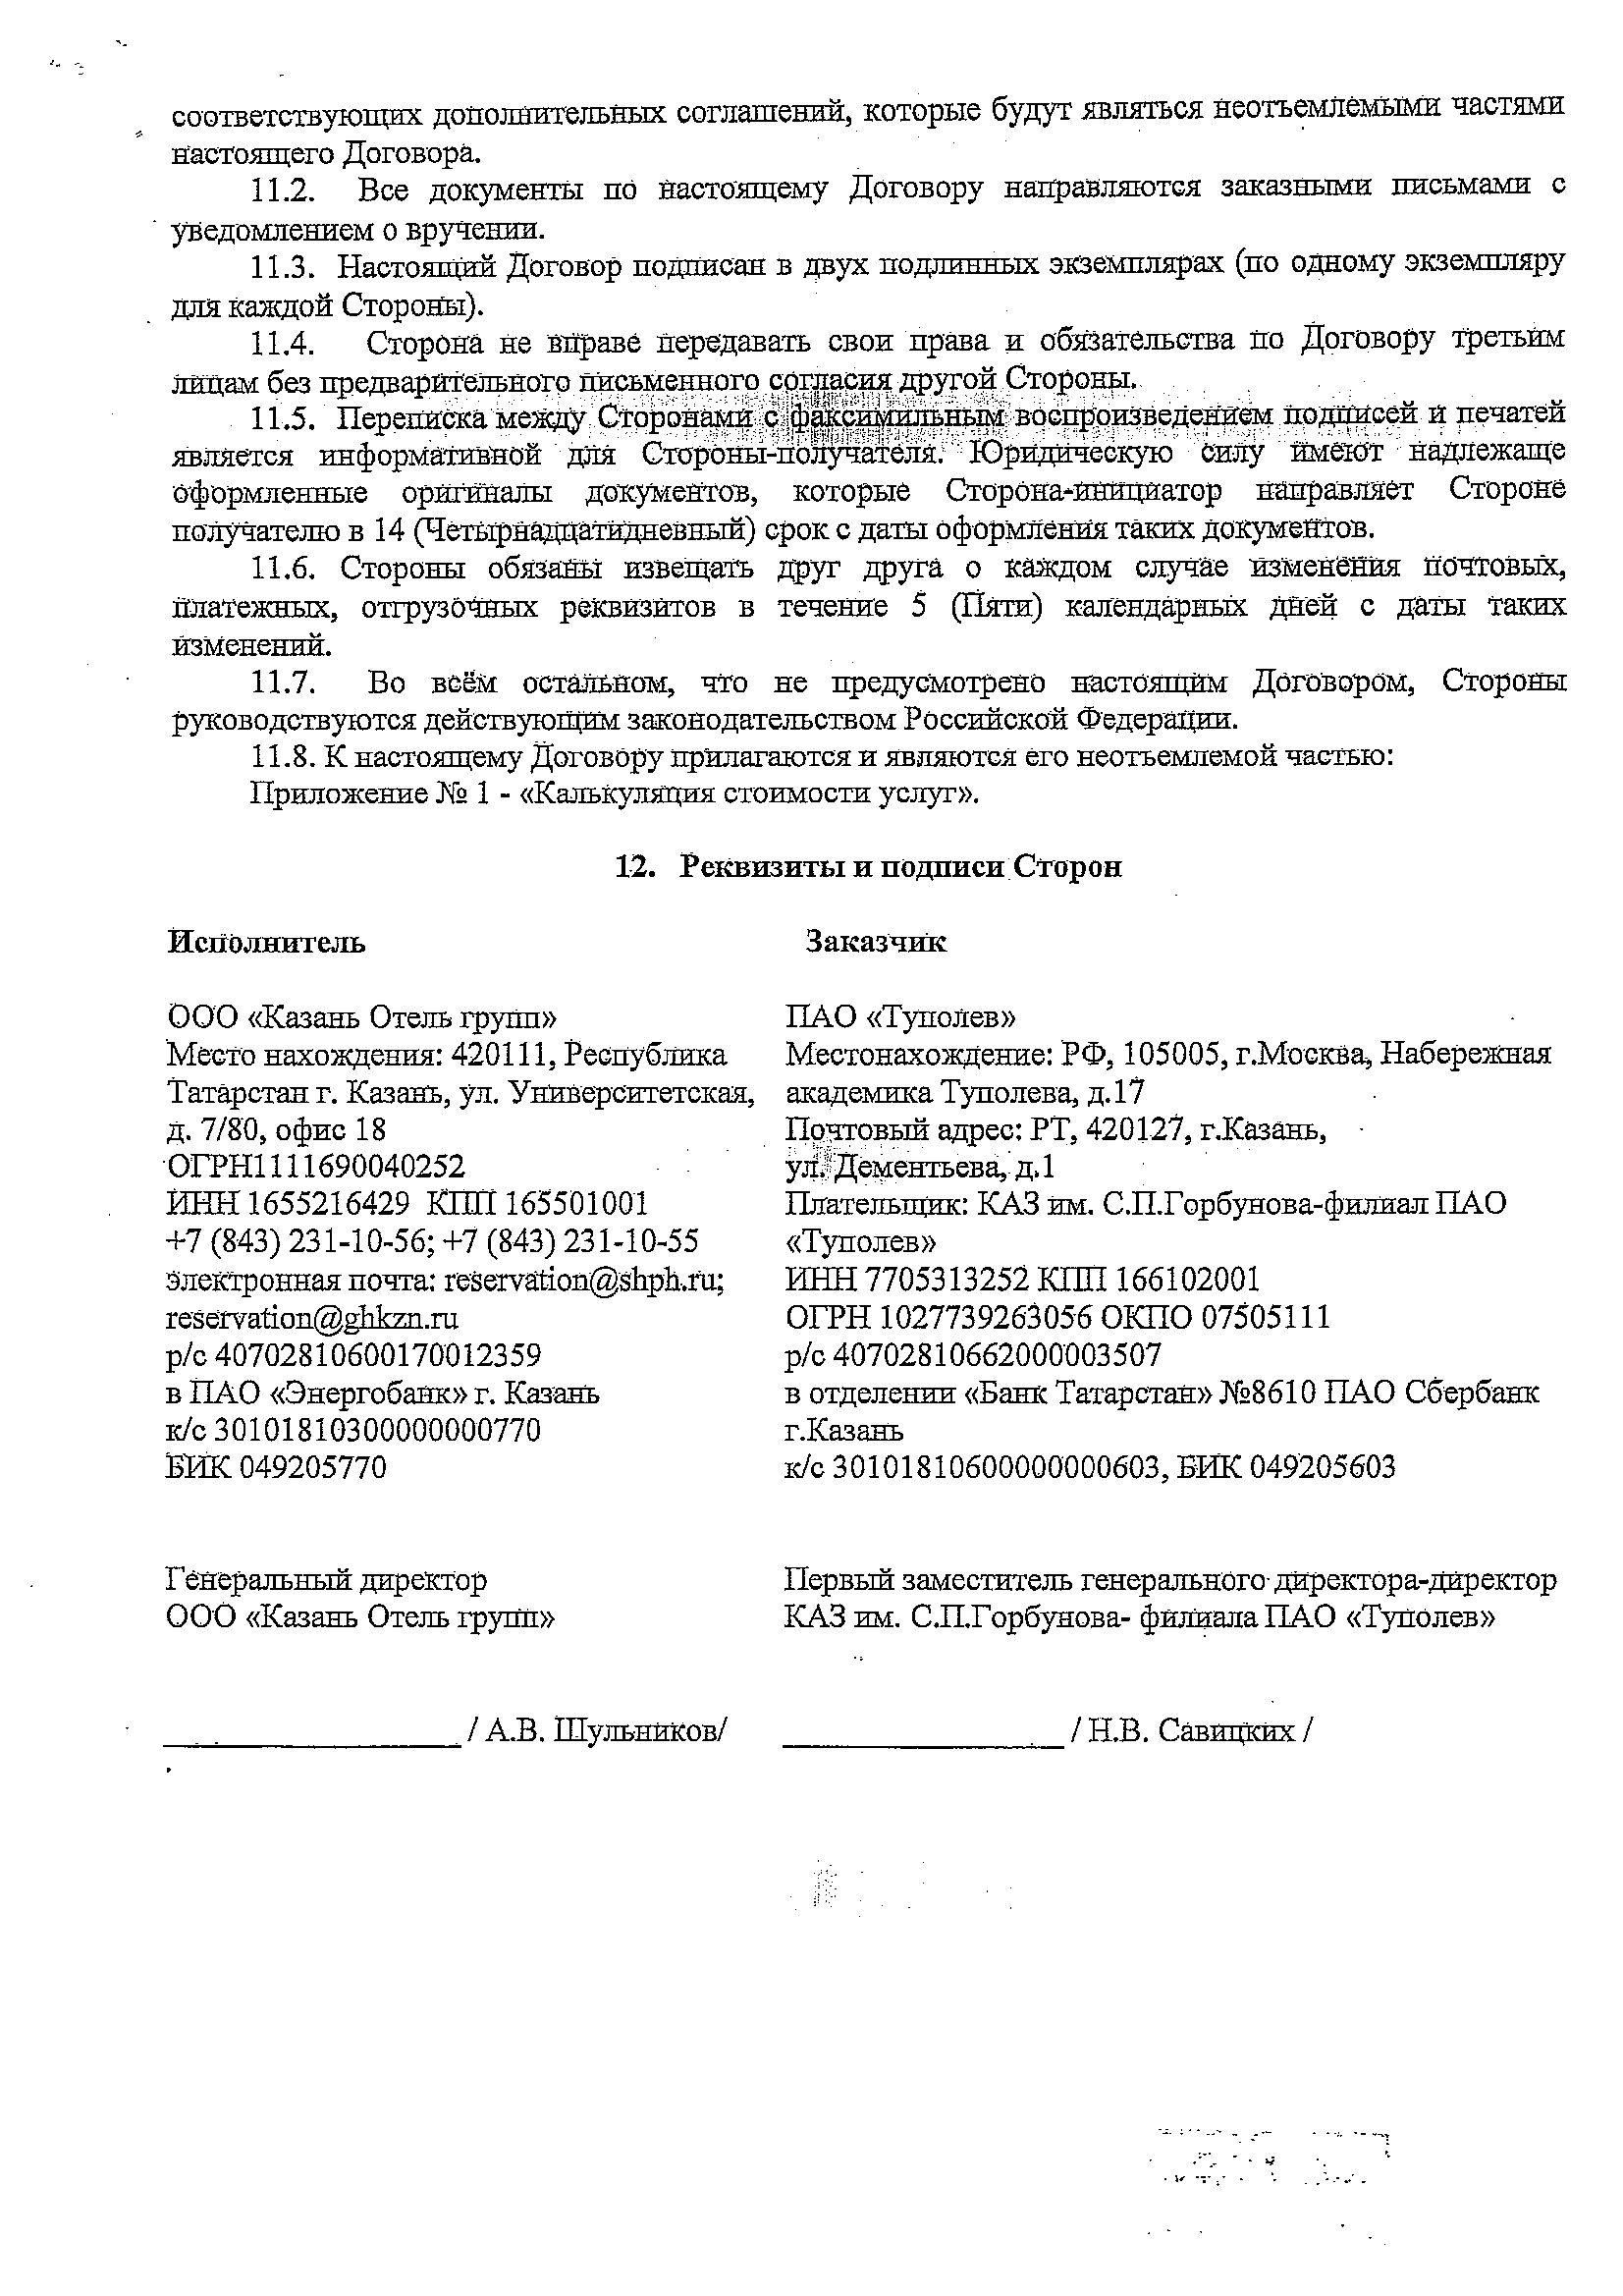 соответствующих дополнительных соглашений, которые будут являться неотъемлемыми частями
настоящего Договора.
11.2. Все документы по настоящему Договору направляются заказными письмами с
уведомлением о вручении.
11.3. Настоящий Договор подписан в двух подлинных экземплярах (по одному экземпляру
для каждой Стороны).
11.4. Сторона не вправе передавать свои права и обязательства по Договору третьим
лицам без предварительного письменного согласия другой Стороны.
11.5. Переписка между Сторонами с факсимильным воспроизведением подписей и печатей
является информативной для Стороны-получателя. Юридическую силу имеют надлежаще
оформленные оригиналы документов, которые Сторона-инициатор направляет Стороне
получателю в 14 (Четырнадцатидневный) срок с даты оформления таких документов.
11.6. Стороны обязаны извещать друг друга о каждом случае изменения почтовых,
платежных, отгрузочных реквизитов в течение 5 (Пяти) календарных дней с даты таких
изменений.
11.7. Во всём остальном, что не предусмотрено настоящим Договором, Стороны
руководствуются действующим законодательством Российской Федерации.
11.8. К настоящему Договору прилагаются и являются его неотъемлемой частью:
Приложение № 1 - «Калькуляция стоимости услуг».
12. Реквизиты и подписи Сторон
Исполнитель
ООО «Казань Отель групп»
Место нахождения: 420111, Республика
Татарстан г. Казань, ул. Университетская,
д. 7/80, офис 18
ОГРН1111690040252
ИНН 1655216429 КПП 165501001
+7 (843) 231-10-56; +7 (843) 231-10-55
электронная почта: reservation@shph.ru;
reservation@ghkzn.ru
р/с 40702810600170012359
в ПАО «Энергобанк» г. Казань
к/с 30101810300000000770
БИК 049205770
Генеральный директор
ООО «Казань Отель групп»
/ А.В. Шульников/
Заказчик
ПАО «Туполев»
Местонахождение: РФ, 105005, г.Москва, Набережная
академика Туполева, д.17
Почтовый адрес: РТ, 420127, г.Казань,
ул. Дементьева, д.1
Плательщик: КАЗ им. С.П.Горбунова-филиал ПАО
«Туполев»
ИНН 7705313252 КПП 166102001
ОГРН 1027739263056 ОКПО 07505111
р/с 40702810662000003507
в отделении «Банк Татарстан» №8610 ПАО Сбербанк
г.Казань
к/с 30101810600000000603, БИК 049205603
Первый заместитель генерального директора-директор
КАЗ им. С.П.Горбунова- филиала ПАО «Туполев»
/ Н.В. Савицких /